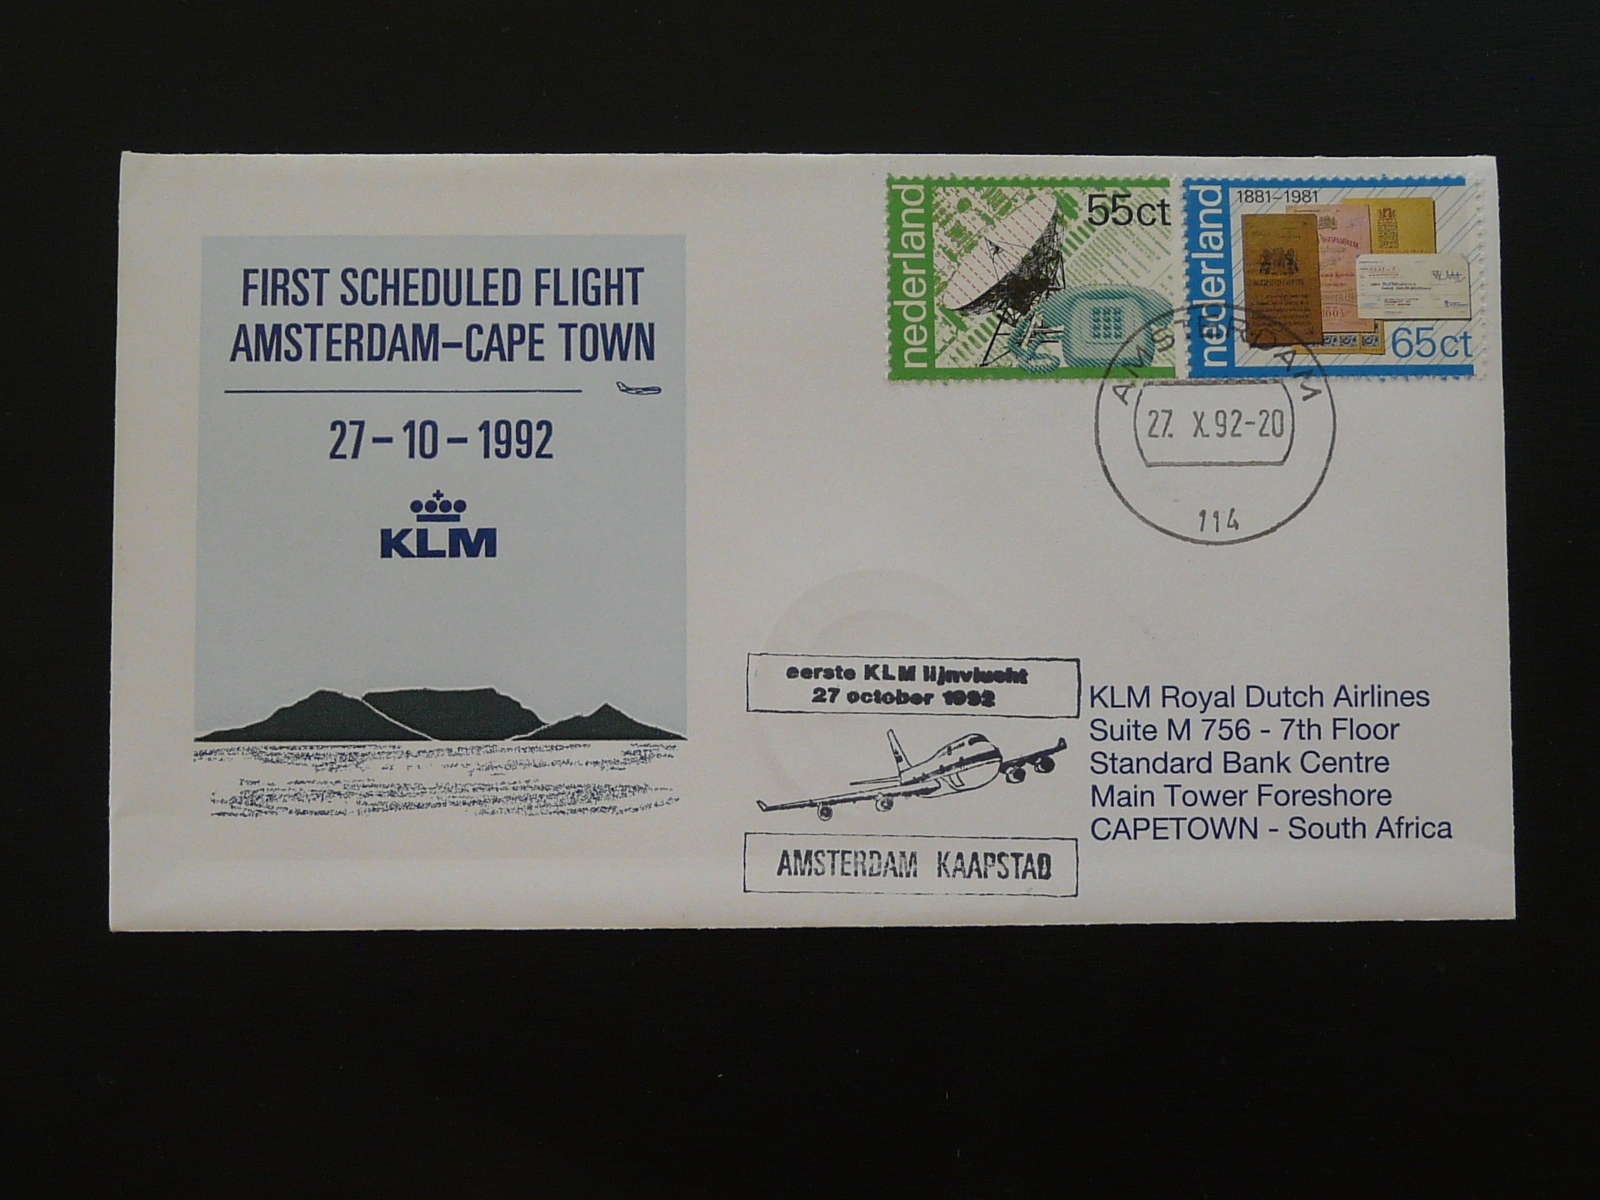 FIRST SCHEDULED FLIGHT
AMSTERDAM–CAPE TOWN
27–10–1992
KLM
nederland
55ct
nederland
1881–1981
65ct
AMSTERDAM
27. X.92-20
114
eerste KLM lijnvlucht
27 october 1992
AMSTERDAM KAAPSTAD
KLM Royal Dutch Airlines
Suite M 756 - 7th Floor
Standard Bank Centre
Main Tower Foreshore
CAPETOWN - South Africa